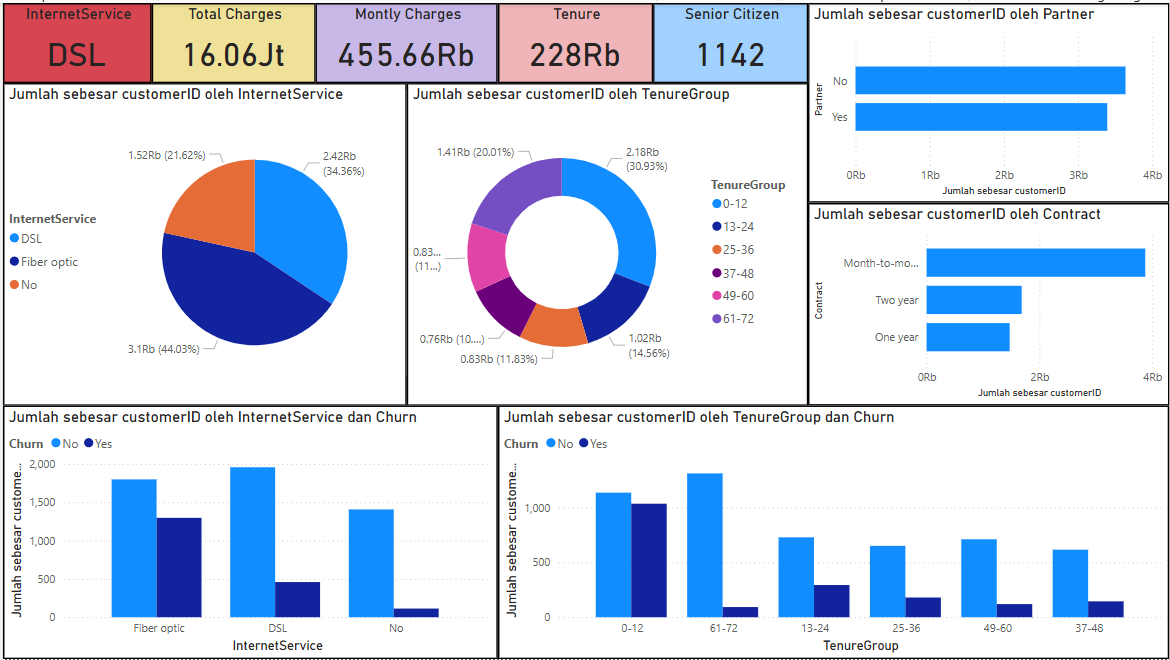 InternetService
DSL
Total Charges
16.06Jt
Montly Charges
455.66Rb
Tenure
228Rb
Senior Citizen
1142
Jumlah sebesar customerID oleh Partner
Partner
No
Yes
0Rb
1Rb
2Rb
3Rb
4Rb
Jumlah sebesar customerID
Jumlah sebesar customerID oleh InternetService
1.52Rb (21.62%)
2.42Rb
(34.36%)
3.1Rb (44.03%)
InternetService
DSL
Fiber optic
No
Jumlah sebesar customerID oleh TenureGroup
1.41Rb (20.01%)
2.18Rb
(30.93%)
0.83...
(11...)
0.76Rb (10....)
0.83Rb (11.83%)
1.02Rb
(14.56%)
TenureGroup
0-12
13-24
25-36
37-48
49-60
61-72
Jumlah sebesar customerID oleh Contract
Contract
Month-to-mo...
Two year
One year
0Rb
2Rb
4Rb
Jumlah sebesar customerID
Jumlah sebesar customerID oleh InternetService dan Churn
Churn No Yes
Jumlah sebesar custome...
2,000
1,500
1,000
500
0
Fiber optic
DSL
No
InternetService
Jumlah sebesar customerID oleh TenureGroup dan Churn
Churn No Yes
Jumlah sebesar custome...
1,000
500
0
0-12
61-72
13-24
25-36
49-60
37-48
TenureGroup